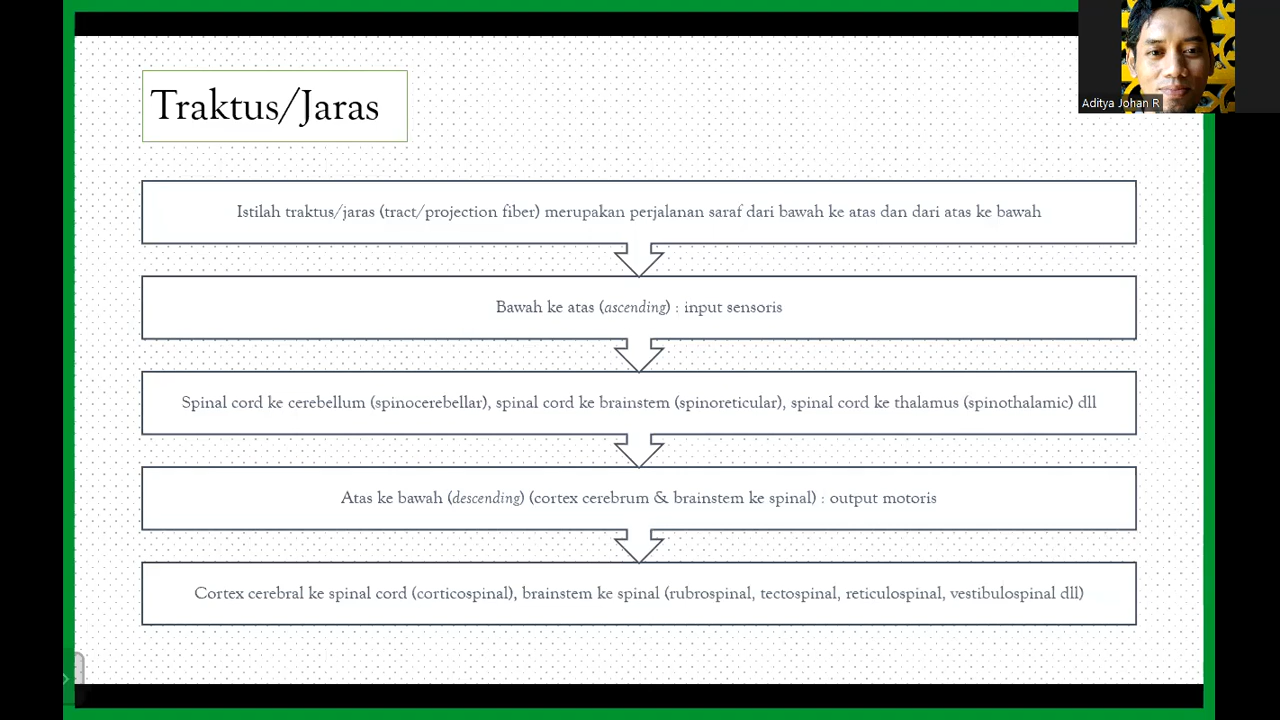 Aditya Johan R
Traktus/Jaras
Istilah traktus/jaras (tract/projection fiber) merupakan perjalanan saraf dari bawah ke atas dan dari atas ke bawah
Bawah ke atas (ascending) : input sensoris
Spinal cord ke cerebellum (spinocerebellar), spinal cord ke brainstem (spinoreticular), spinal cord ke thalamus (spinothalamic) dll
Atas ke bawah (descending) (cortex cerebrum & brainstem ke spinal) : output motoris
Cortex cerebral ke spinal cord (corticospinal), brainstem ke spinal (rubrospinal, tectospinal, reticulospinal, vestibulospinal dll)